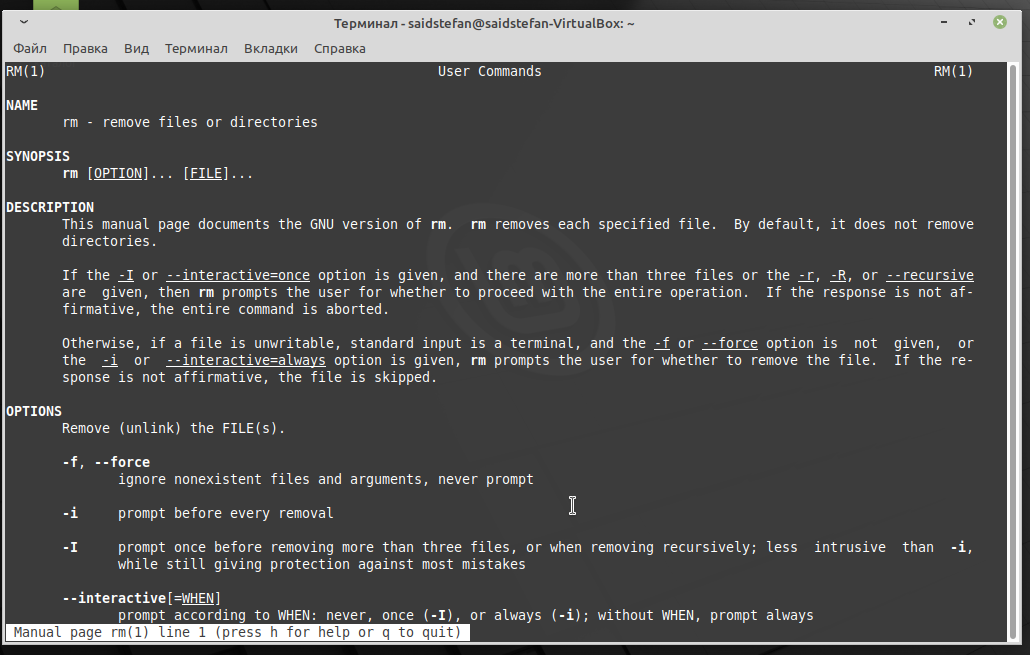 Терминал - saidstefan@saidstefan-VirtualBox: ~
Файл Правка Вид Терминал Вкладки Справка
RM(1) User Commands RM(1)
NAME
rm - remove files or directories
SYNOPSIS
rm [OPTION]... [FILE]...
DESCRIPTION
This manual page documents the GNU version of rm. rm removes each specified file. By default, it does not remove
directories.
If the -I or --interactive=once option is given, and there are more than three files or the -r, -R, or --recursive
are given, then rm prompts the user for whether to proceed with the entire operation. If the response is not af-
firmative, the entire command is aborted.
Otherwise, if a file is unwritable, standard input is a terminal, and the -f or --force option is not given, or
the -i or --interactive=always option is given, rm prompts the user for whether to remove the file. If the re-
sponse is not affirmative, the file is skipped.
OPTIONS
Remove (unlink) the FILE(s).
-f, --force
ignore nonexistent files and arguments, never prompt
-i prompt before every removal
-I prompt once before removing more than three files, or when removing recursively; less intrusive than -i,
while still giving protection against most mistakes
--interactive[=WHEN]
prompt according to WHEN: never, once (-I), or always (-i); without WHEN, prompt always
Manual page rm(1) line 1 (press h for help or q to quit)